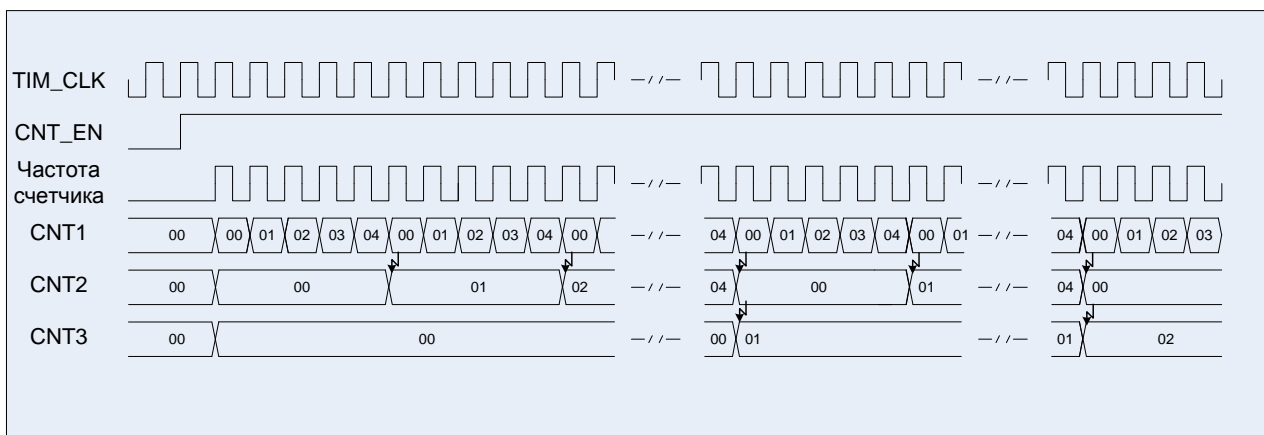 TIM_CLK
CNT_EN
Частота
счетчика
CNT1 00 00 01 02 03 04 00 01 02 03 04 00 04 00 01 02 03 04 00 01 04 00 01 02 03
CNT2 00 00 01 02 04 00 01 04 00
CNT3 00 00 00 01 01 02